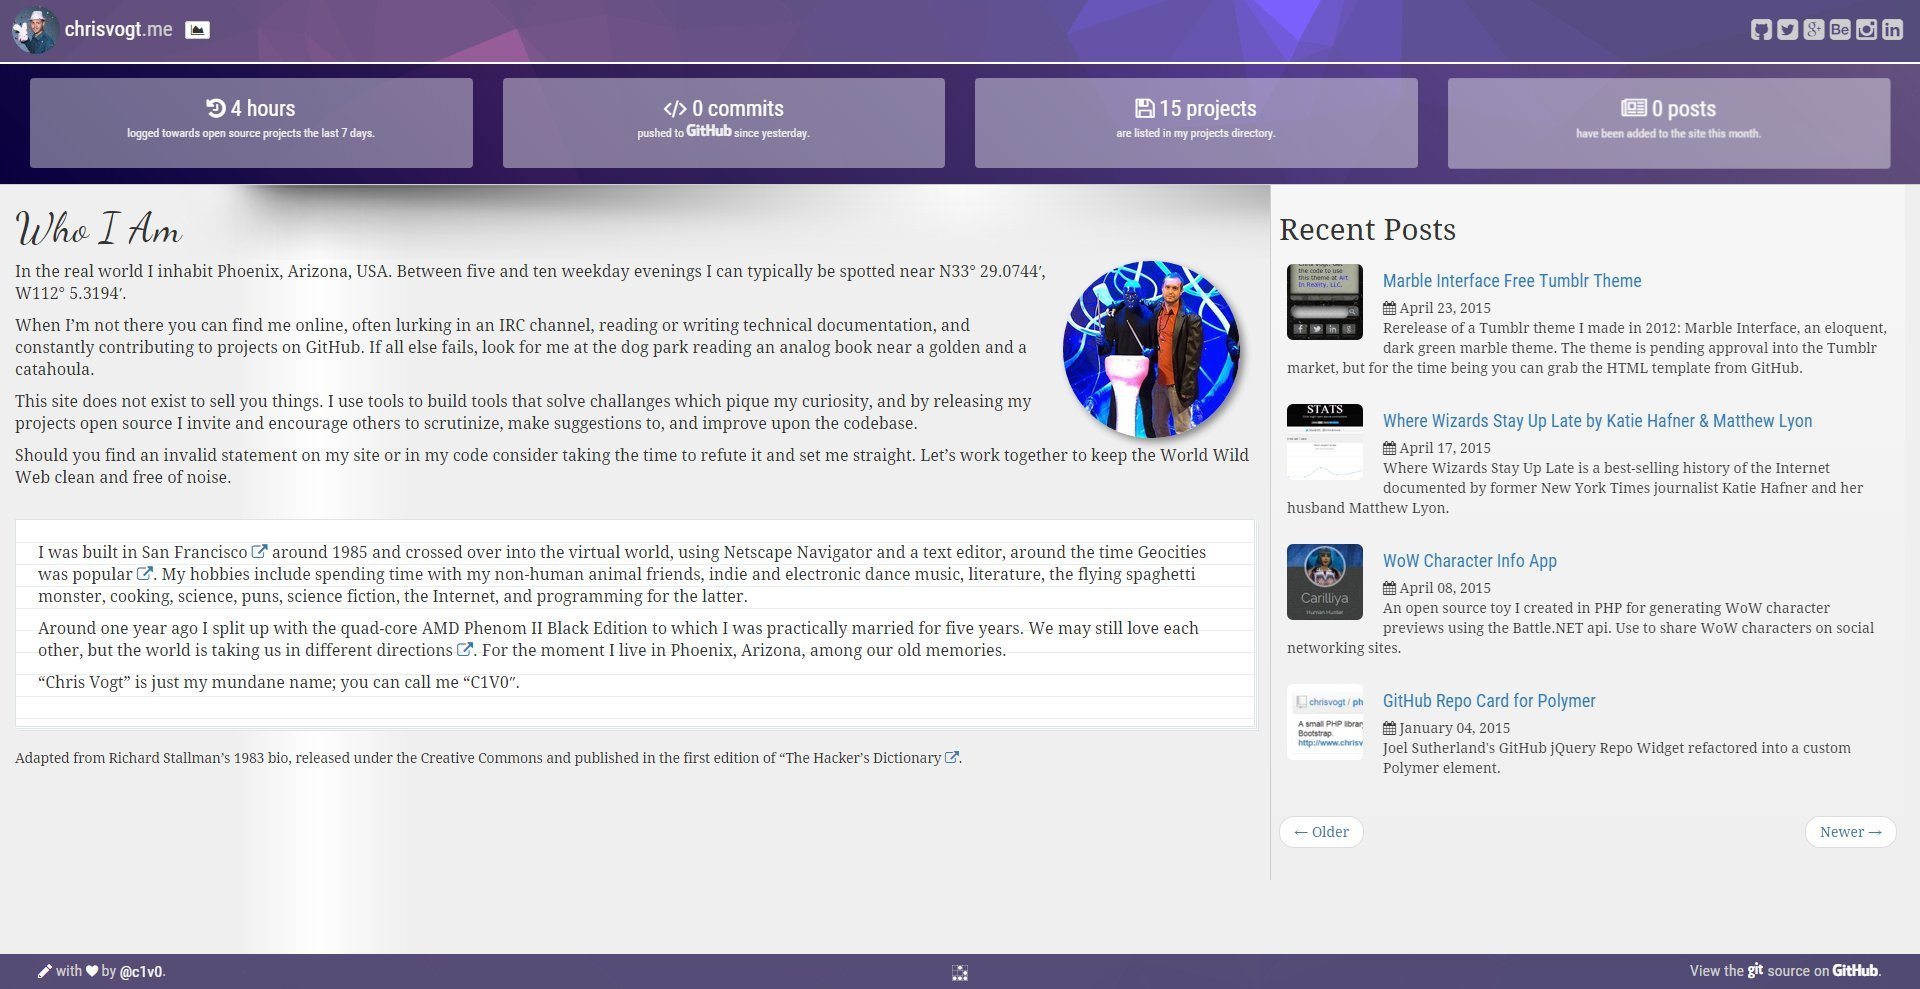 chrisvogt.me
4 hours
logged towards open source projects the last 7 days.
0 commits
pushed to GitHub since yesterday.
15 projects
are listed in my projects directory.
0 posts
have been added to the site this month.
Who I Am
In the real world I inhabit Phoenix, Arizona, USA. Between five and ten weekday evenings I can typically be spotted near N33° 29.0744′,
W112° 5.3194′.
When I’m not there you can find me online, often lurking in an IRC channel, reading or writing technical documentation, and
constantly contributing to projects on GitHub. If all else fails, look for me at the dog park reading an analog book near a golden and a
catahoula.
This site does not exist to sell you things. I use tools to build tools that solve challanges which pique my curiosity, and by releasing my
projects open source I invite and encourage others to scrutinize, make suggestions to, and improve upon the codebase.
Should you find an invalid statement on my site or in my code consider taking the time to refute it and set me straight. Let’s work together to keep the World Wild
Web clean and free of noise.
I was built in San Francisco around 1985 and crossed over into the virtual world, using Netscape Navigator and a text editor, around the time Geocities
was popular. My hobbies include spending time with my non-human animal friends, indie and electronic dance music, literature, the flying spaghetti
monster, cooking, science, puns, science fiction, the Internet, and programming for the latter.
Around one year ago I split up with the quad-core AMD Phenom II Black Edition to which I was practically married for five years. We may still love each
other, but the world is taking us in different directions. For the moment I live in Phoenix, Arizona, among our old memories.
“Chris Vogt” is just my mundane name; you can call me “C1V0″.
Adapted from Richard Stallman’s 1983 bio, released under the Creative Commons and published in the first edition of “The Hacker’s Dictionary.
Recent Posts
the code to use
this theme at Art
In Reality, LLC.
Marble Interface Free Tumblr Theme
April 23, 2015
Rerelease of a Tumblr theme I made in 2012: Marble Interface, an eloquent,
dark green marble theme. The theme is pending approval into the Tumblr
market, but for the time being you can grab the HTML template from GitHub.
STATS
Where Wizards Stay Up Late by Katie Hafner & Matthew Lyon
April 17, 2015
Where Wizards Stay Up Late is a best-selling history of the Internet
documented by former New York Times journalist Katie Hafner and her
husband Matthew Lyon.
Carilliya
Human Hunter
WoW Character Info App
April 08, 2015
An open source toy I created in PHP for generating WoW character
previews using the Battle.NET api. Use to share WoW characters on social
networking sites.
chrisvogt / ph
A small PHP library
Bootstrap.
http://www.chrisv
GitHub Repo Card for Polymer
January 04, 2015
Joel Sutherland's GitHub jQuery Repo Widget refactored into a custom
Polymer element.
← Older
Newer →
with by @c1v0.
View the git source on GitHub.